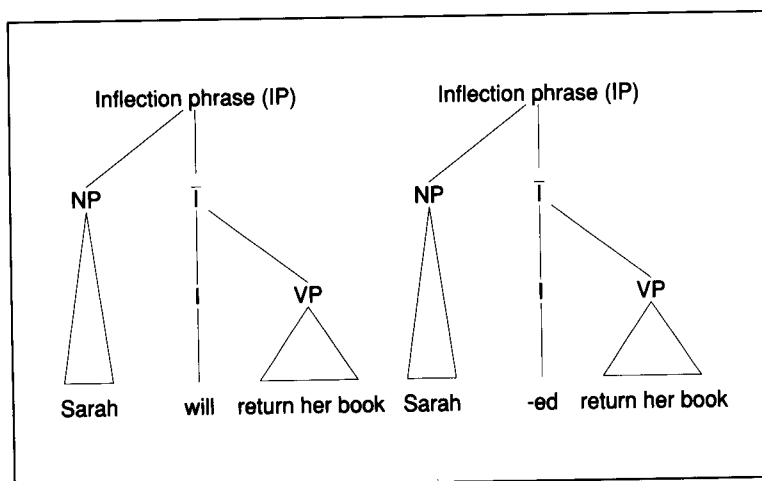 Inflection phrase (IP) Inflection phrase (IP)
NP Ī NP Ī
I VP I VP
Sarah will return her book Sarah -ed return her book